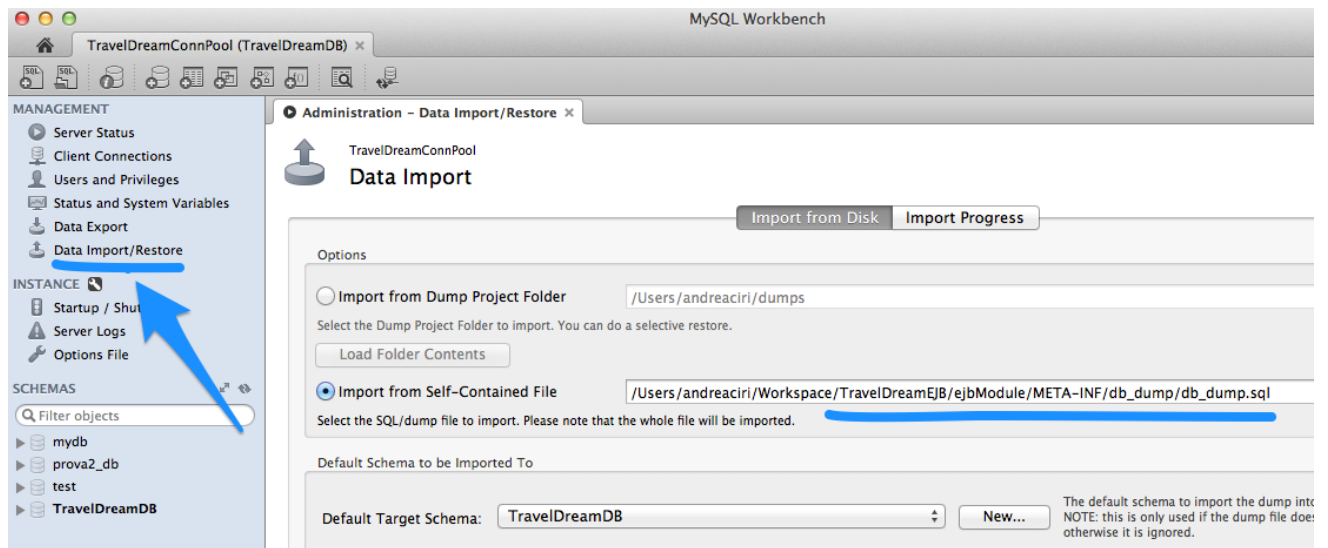 MySQL Workbench
TravelDreamConnPool (TravelDreamDB) ×
SQL SQL
MANAGEMENT
Server Status
Client Connections
Users and Privileges
Status and System Variables
Data Export
Data Import/Restore
INSTANCE
Startup / Shut
Server Logs
Options File
SCHEMAS
Filter objects
mydb
prova2_db
test
TravelDreamDB
Administration – Data Import/Restore ×
TravelDreamConnPool
Data Import
Import from Disk Import Progress
Options
Import from Dump Project Folder /Users/andreaciri/dumps
Select the Dump Project Folder to import. You can do a selective restore.
Load Folder Contents
Import from Self-Contained File /Users/andreaciri/Workspace/TravelDreamEJB/ejbModule/META-INF/db_dump/db_dump.sql
Select the SQL/dump file to import. Please note that the whole file will be imported.
Default Schema to be Imported To
Default Target Schema: TravelDreamDB New...
The default schema to import the dump into
NOTE: this is only used if the dump file does
otherwise it is ignored.